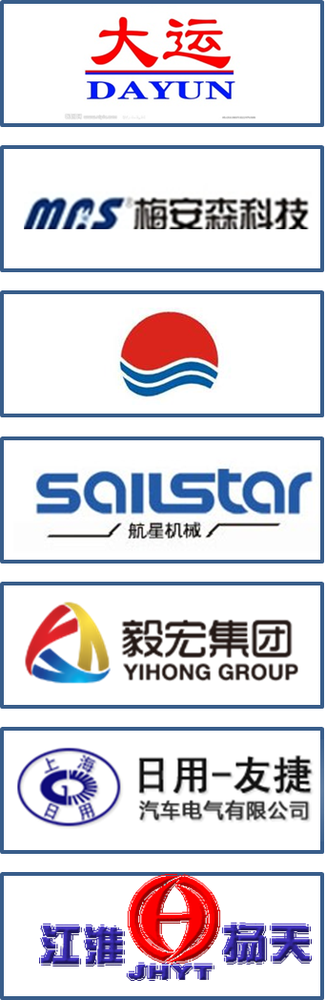 大运
DAYUN
mas® 梅安森科技
sailstar
航星机械
毅宏集团
YIHONG GROUP
上海
日用
日用-友捷
汽车电气有限公司
江淮 扬天
JHYT